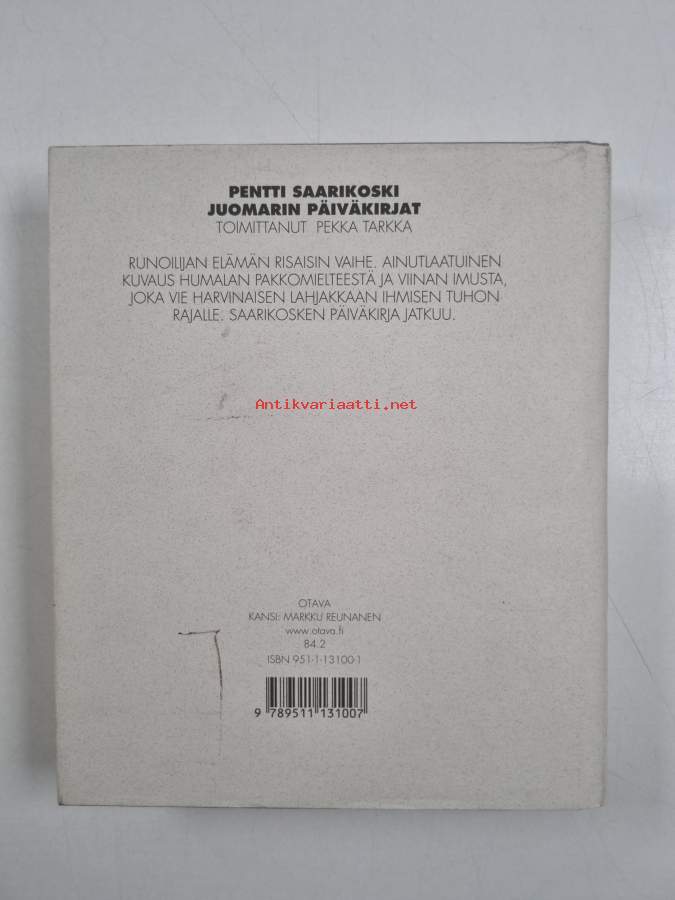 PENTTI SAARIKOSKI
JUOMARIN PÄIVÄKIRJAT
TOIMITTANUT PEKKA TARKKA
RUNOILIJAN ELÄMÄN RISAISIN VAIHE. AINUTLAATUINEN
KUVAUS HUMALAN PAKKOMIELTEESTÄ JA VIINAN IMUSTA,
JOKA VIE HARVINAISEN LAHJAKKAAN IHMISEN TUHON
RAJALLE. SAARIKOSKEN PÄIVÄKIRJA JATKUU.
Antikvariaatti.net
OTAVA
KANSI: MARKKU REUNANEN
www.otava.fi
84.2
ISBN 951-1-13100-1
9 789511 131007